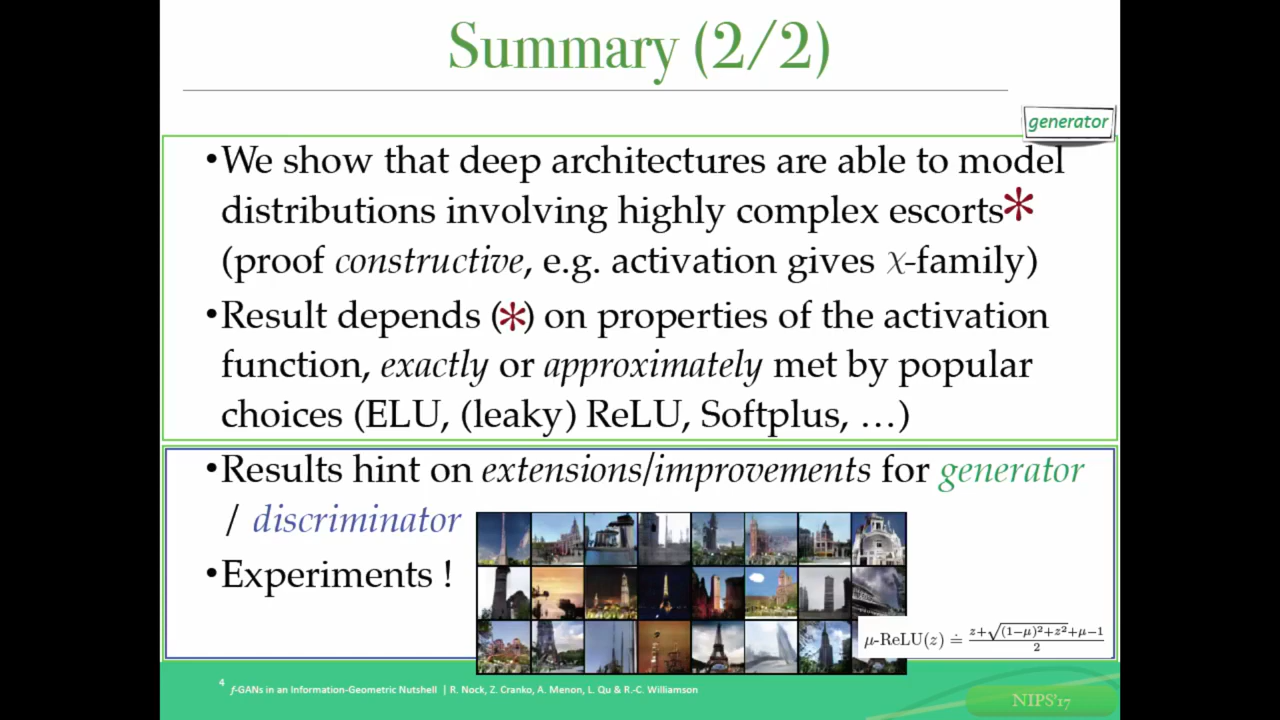 Summary (2/2)
generator
•We show that deep architectures are able to model
distributions involving highly complex escorts*
(proof constructive, e.g. activation gives χ-family)
•Result depends (*) on properties of the activation
function, exactly or approximately met by popular
choices (ELU, (leaky) ReLU, Softplus, …)
•Results hint on extensions/improvements for generator
/ discriminator
•Experiments !
μ-ReLU(z) ≐ (z+√((1−μ)²+z²)+μ−1)/2
4 f-GANs in an Information-Geometric Nutshell | R. Nock, Z. Cranko, A. Menon, L. Qu & R.-C. Williamson
NIPS'17